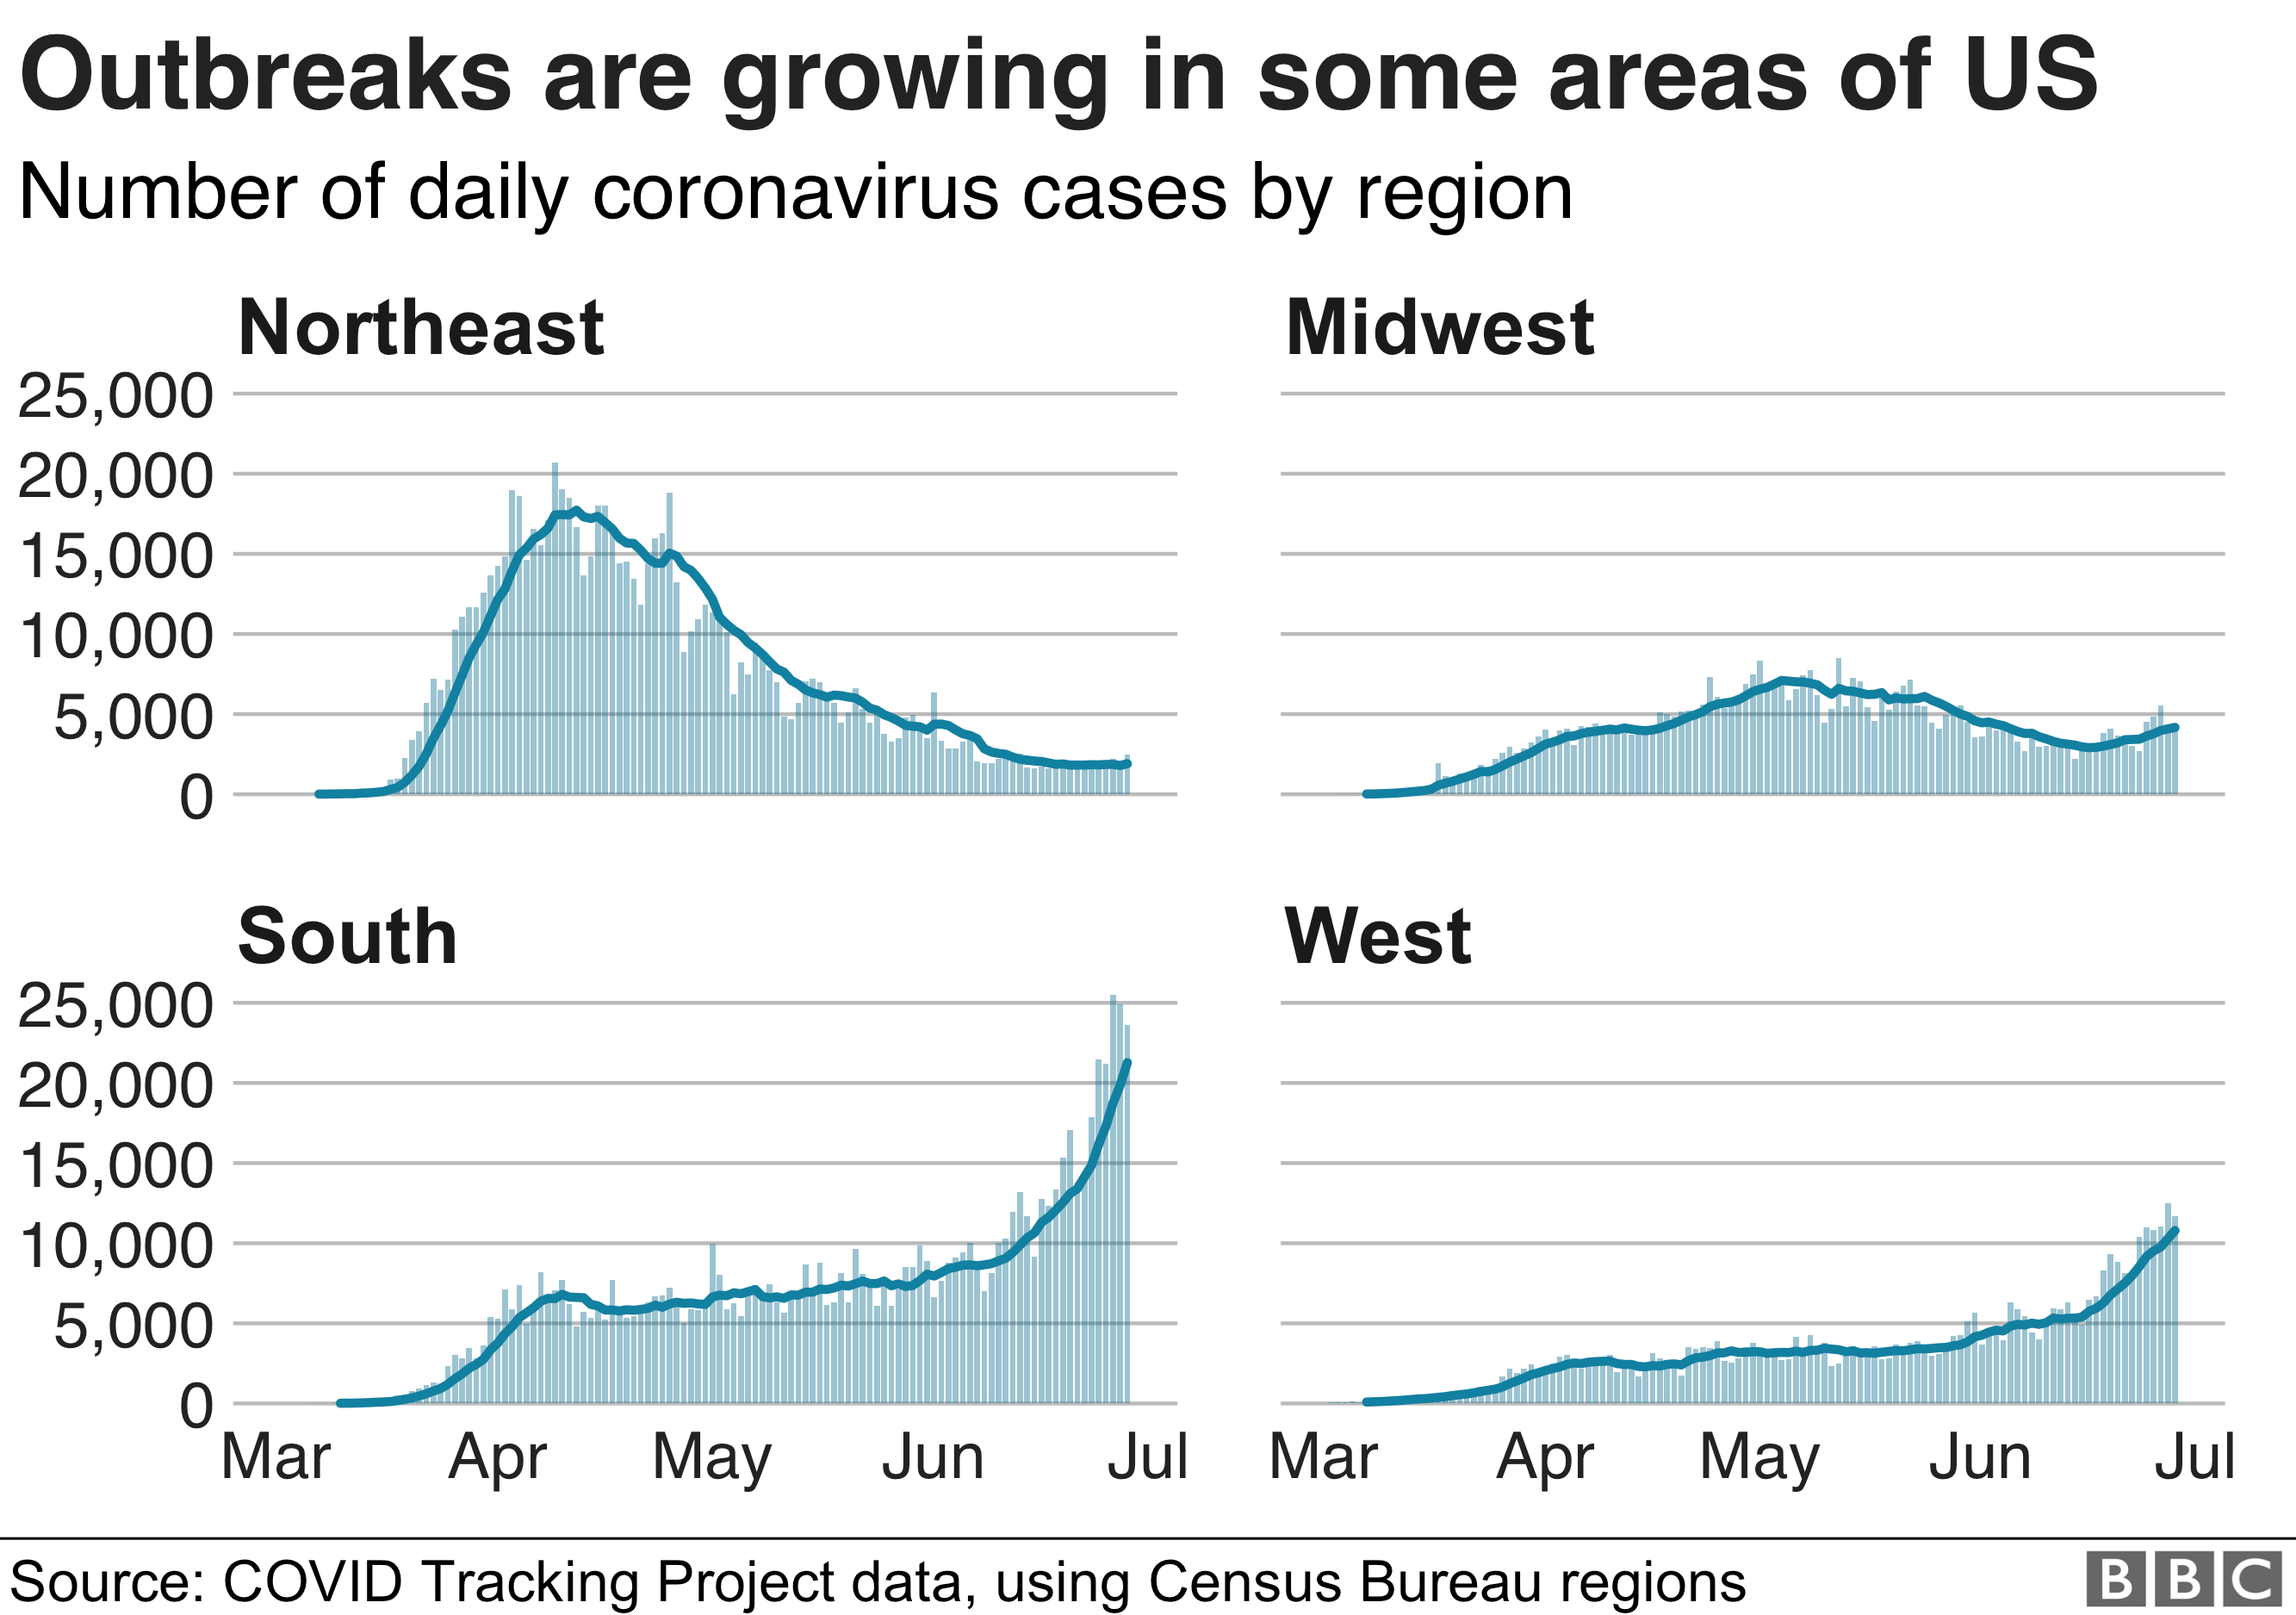 Outbreaks are growing in some areas of US
Number of daily coronavirus cases by region
Northeast
Midwest
25,000
20,000
15,000
10,000
5,000
0
South
West
25,000
20,000
15,000
10,000
5,000
0
Mar Apr May Jun Jul
Mar Apr May Jun Jul
Source: COVID Tracking Project data, using Census Bureau regions
BBC